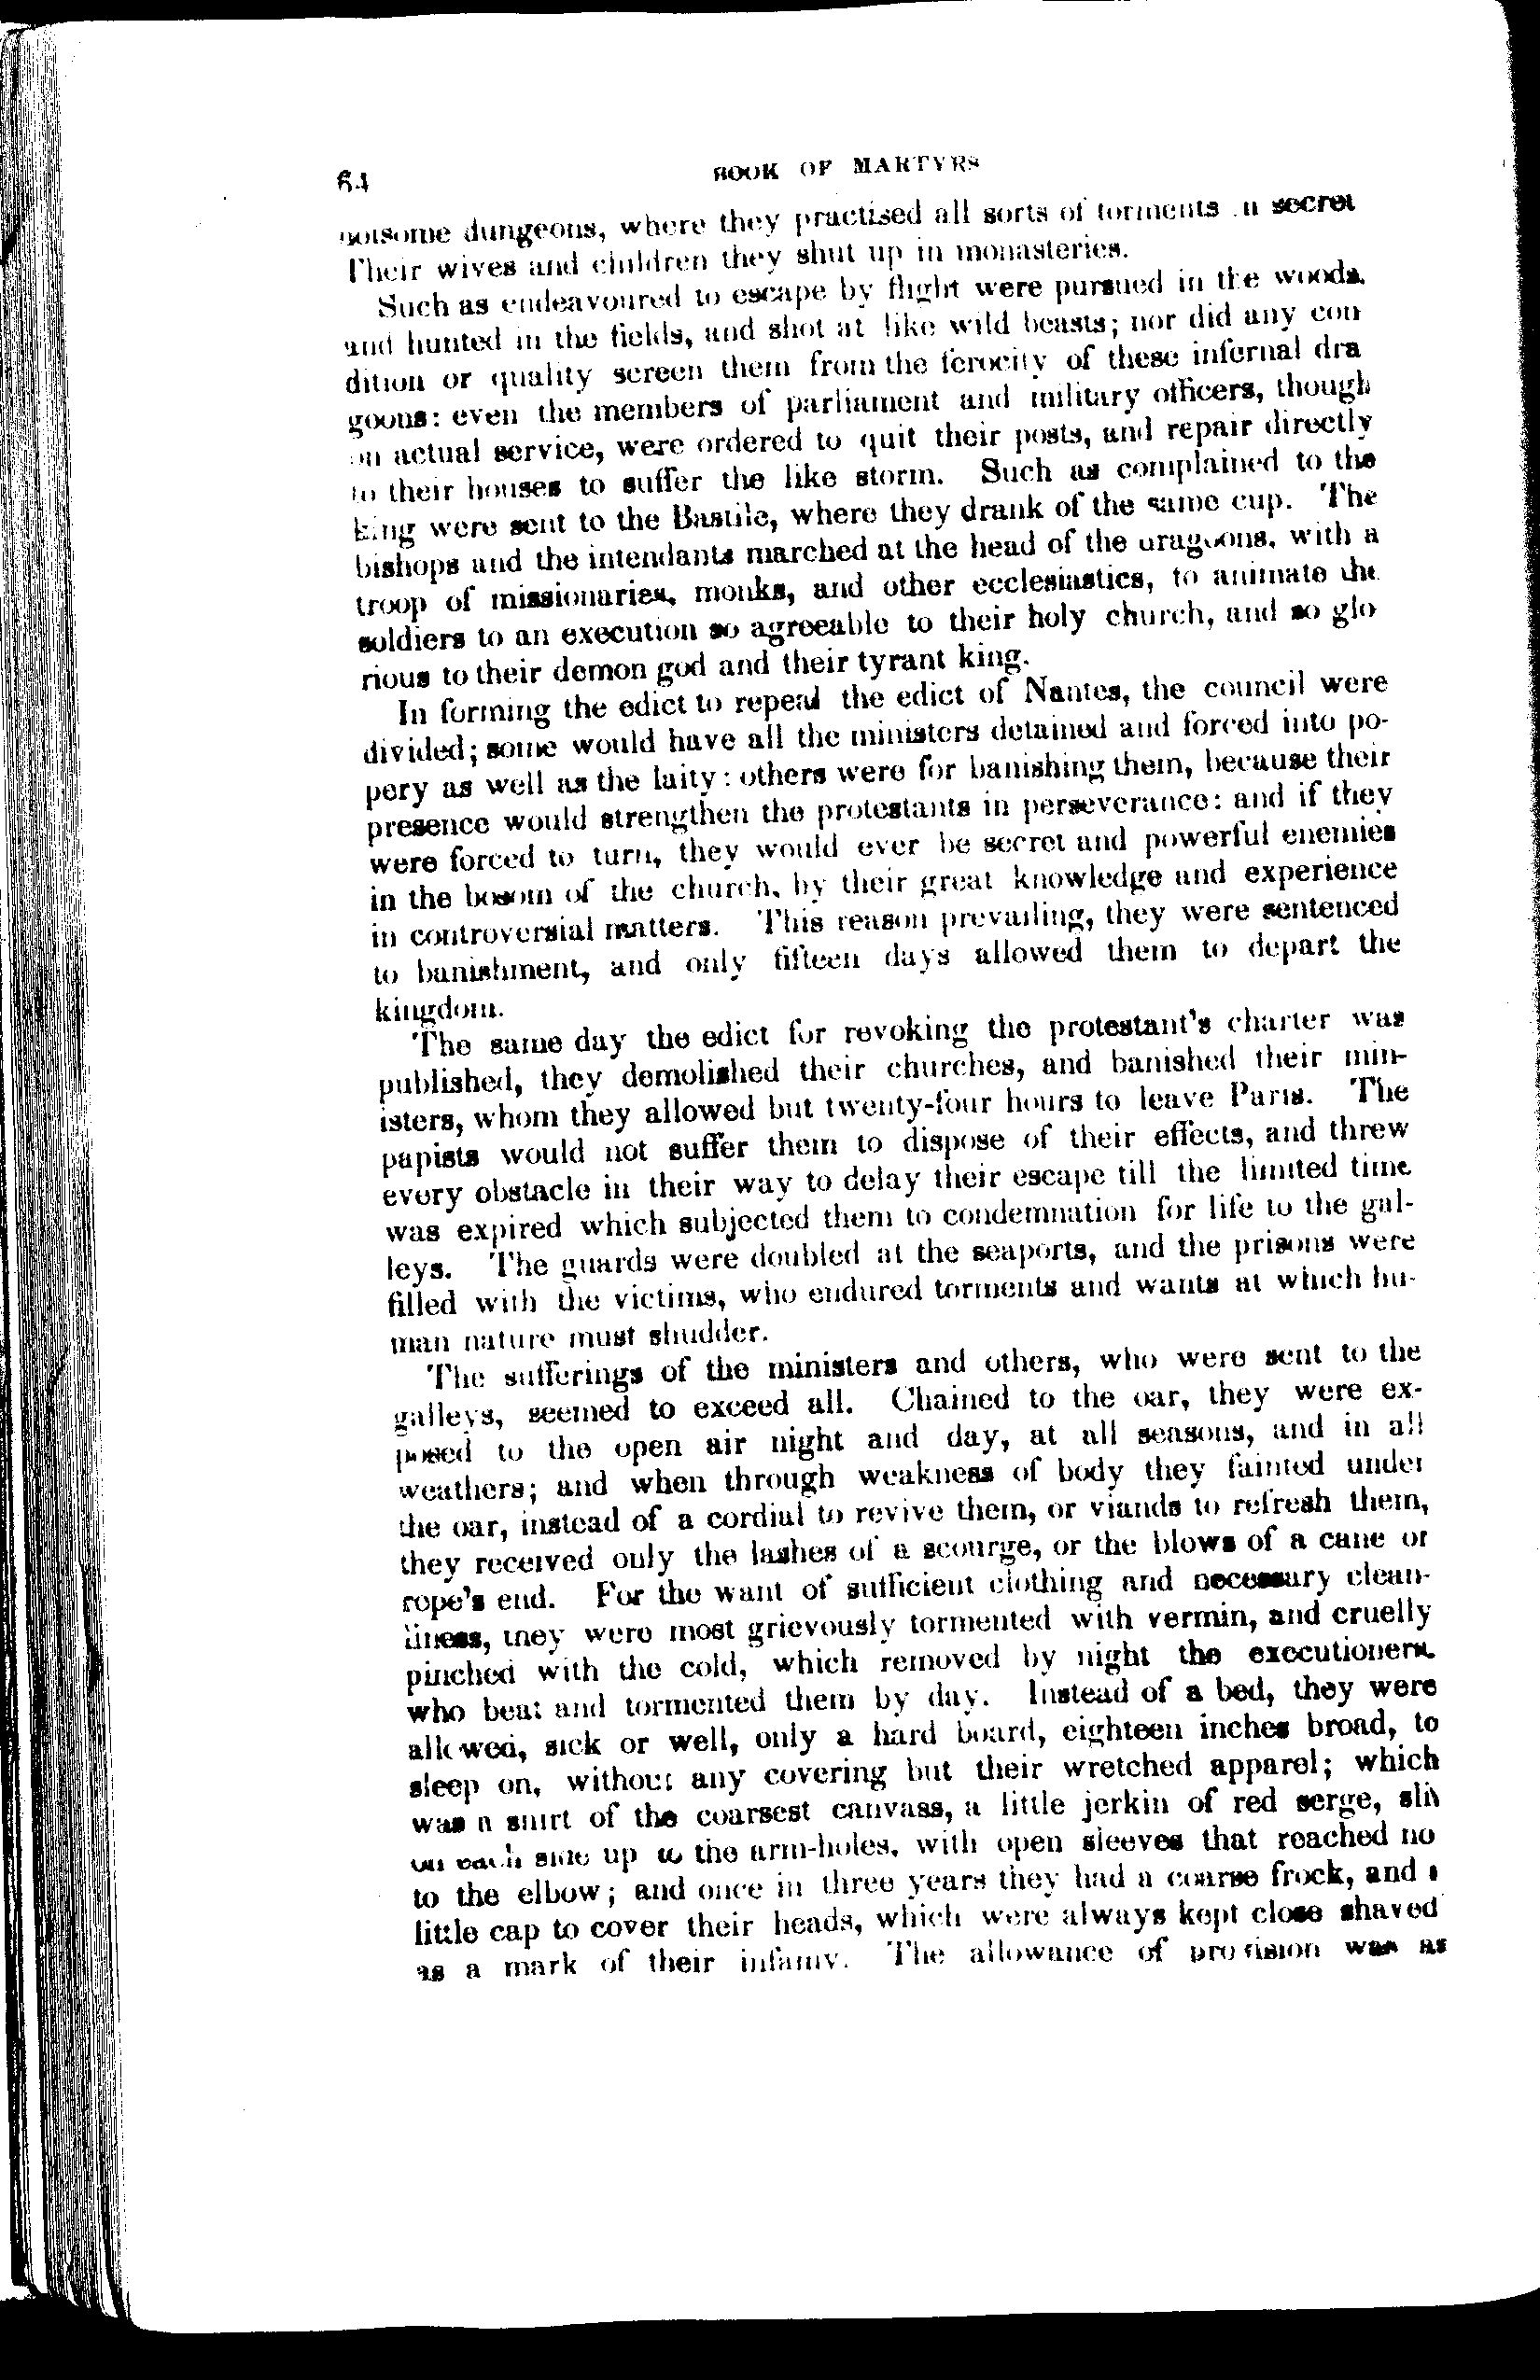 64
BOOK OF MARTYRS
noisome dungeons, where they practised all sorts of torments in secret
Their wives and children they shut up in monasteries.
Such as endeavoured to escape by flight were pursued in the woods,
and hunted in the fields, and shot at like wild beasts; nor did any con
dition or quality screen them from the ferocity of these infernal dra
goons: even the members of parliament and military officers, though
on actual service, were ordered to quit their posts, and repair directly
to their houses to suffer the like storm. Such as complained to the
king were sent to the Bastile, where they drank of the same cup. The
bishops and the intendants marched at the head of the dragoons, with a
troop of missionaries, monks, and other ecclesiastics, to animate the
soldiers to an execution so agreeable to their holy church, and so glo
rious to their demon god and their tyrant king.
In forming the edict to repeal the edict of Nantes, the council were
divided; some would have all the ministers detained and forced into po-
pery as well as the laity: others were for banishing them, because their
presence would strengthen the protestants in perseverance: and if they
were forced to turn, they would ever be secret and powerful enemies
in the bosom of the church, by their great knowledge and experience
in controversial matters. This reason prevailing, they were sentenced
to banishment, and only fifteen days allowed them to depart the
kingdom.
The same day the edict for revoking the protestant's charter was
published, they demolished their churches, and banished their min-
isters, whom they allowed but twenty-four hours to leave Paris. The
papists would not suffer them to dispose of their effects, and threw
every obstacle in their way to delay their escape till the limited time
was expired which subjected them to condemnation for life to the gal-
leys. The guards were doubled at the seaports, and the prisons were
filled with the victims, who endured torments and wants at which hu-
man nature must shudder.
The sufferings of the ministers and others, who were sent to the
galleys, seemed to exceed all. Chained to the oar, they were ex-
posed to the open air night and day, at all seasons, and in all
weathers; and when through weakness of body they fainted under
the oar, instead of a cordial to revive them, or viands to refresh them,
they received only the lashes of a scourge, or the blows of a cane or
rope's end. For the want of sufficient clothing and necessary clean-
liness, they were most grievously tormented with vermin, and cruelly
pinched with the cold, which removed by night the executioners
who beat and tormented them by day. Instead of a bed, they were
allowed, sick or well, only a hard board, eighteen inches broad, to
sleep on, without any covering but their wretched apparel; which
was a shirt of the coarsest canvass, a little jerkin of red serge, slit
on each side up to the arm-holes, with open sleeves that reached no
to the elbow; and once in three years they had a coarse frock, and a
little cap to cover their heads, which were always kept close shaved
as a mark of their infamy. The allowance of provision was as